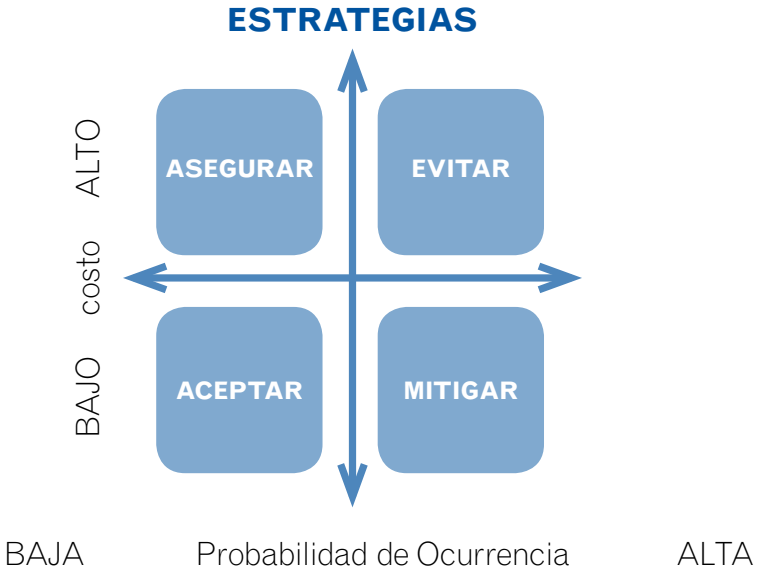 ESTRATEGIAS
ALTO
ASEGURAR
EVITAR
costo
BAJO
ACEPTAR
MITIGAR
BAJA
Probabilidad de Ocurrencia
ALTA